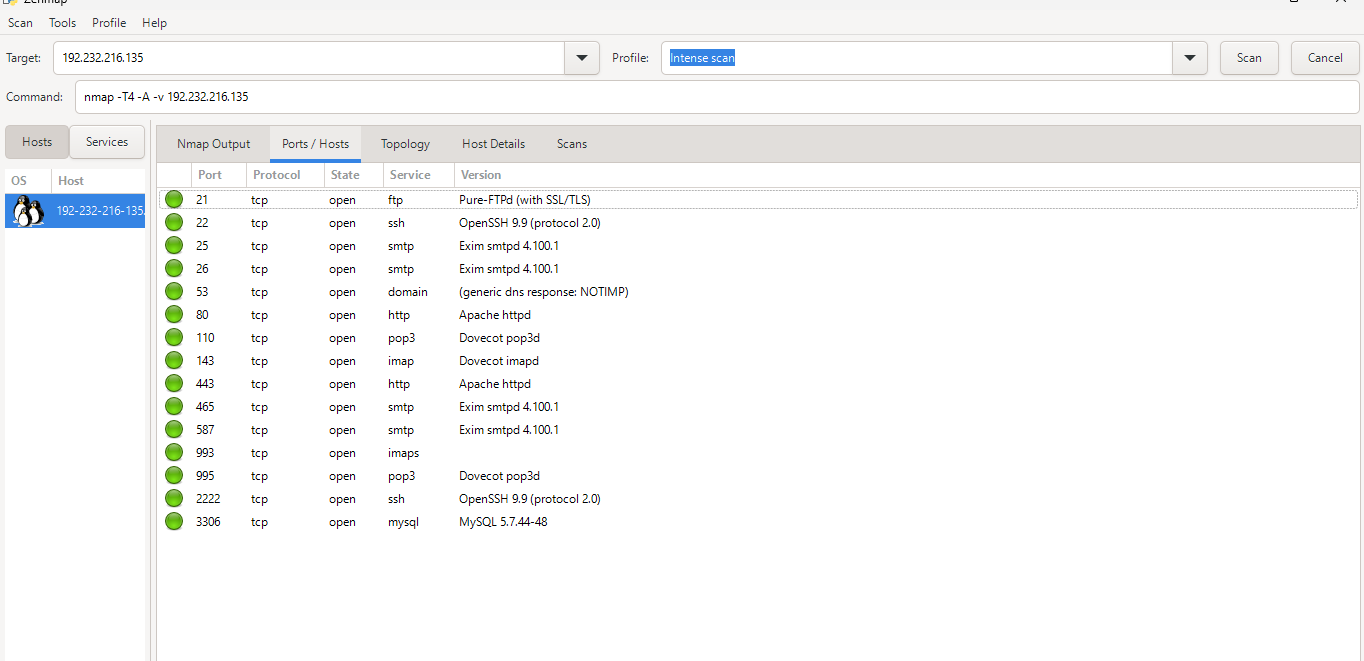 Zenmap
Scan Tools Profile Help
Target: 192.232.216.135 Profile: Intense scan Scan Cancel
Command: nmap -T4 -A -v 192.232.216.135
Hosts Services Nmap Output Ports / Hosts Topology Host Details Scans
OS Host Port Protocol State Service Version
192-232-216-135.
21 tcp open ftp Pure-FTPd (with SSL/TLS)
22 tcp open ssh OpenSSH 9.9 (protocol 2.0)
25 tcp open smtp Exim smtpd 4.100.1
26 tcp open smtp Exim smtpd 4.100.1
53 tcp open domain (generic dns response: NOTIMP)
80 tcp open http Apache httpd
110 tcp open pop3 Dovecot pop3d
143 tcp open imap Dovecot imapd
443 tcp open http Apache httpd
465 tcp open smtp Exim smtpd 4.100.1
587 tcp open smtp Exim smtpd 4.100.1
993 tcp open imaps
995 tcp open pop3 Dovecot pop3d
2222 tcp open ssh OpenSSH 9.9 (protocol 2.0)
3306 tcp open mysql MySQL 5.7.44-48